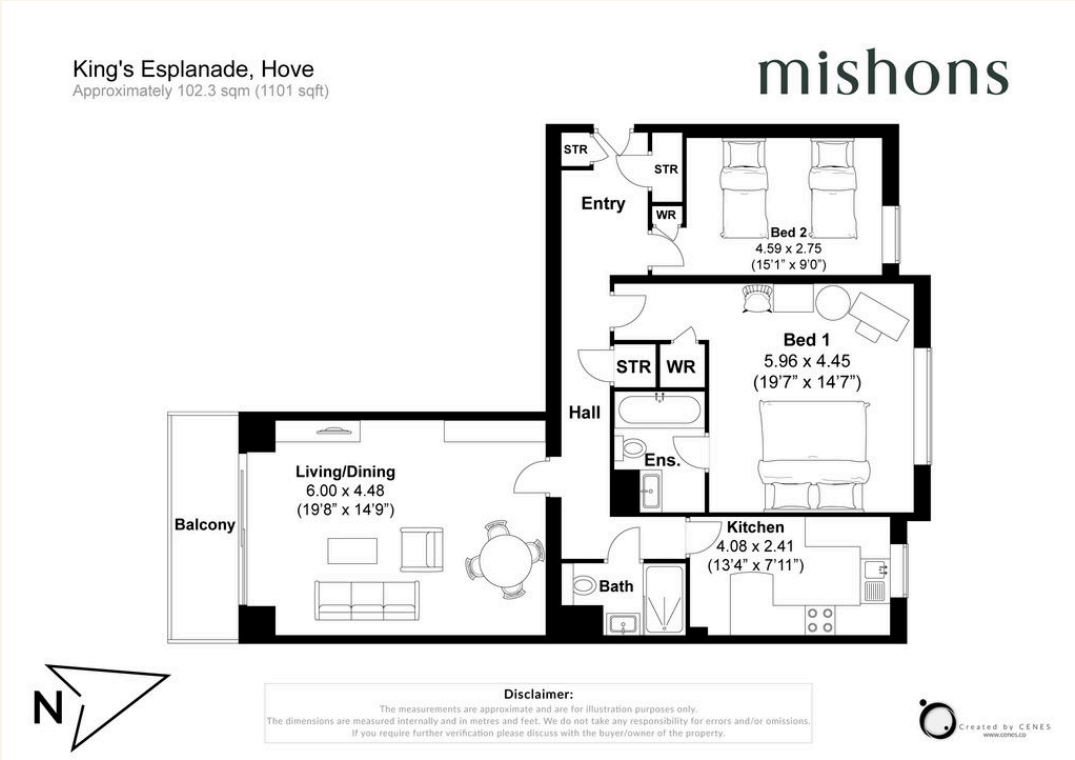 King's Esplanade, Hove
Approximately 102.3 sqm (1101 sqft)
mishons
STR
STR
Entry
WR
Bed 2
4.59 x 2.75
(15'1" x 9'0")
Bed 1
5.96 x 4.45
(19'7" x 14'7")
STR
WR
Hall
Ens.
Living/Dining
6.00 x 4.48
(19'8" x 14'9")
Balcony
Kitchen
4.08 x 2.41
(13'4" x 7'11")
Bath
N
Disclaimer:
The measurements are approximate and are for illustration purposes only.
The dimensions are measured internally and in metres and feet. We do not take any responsibility for errors and/or omissions.
If you require further verification please discuss with the buyer/owner of the property.
Created by CENES
www.cenes.co